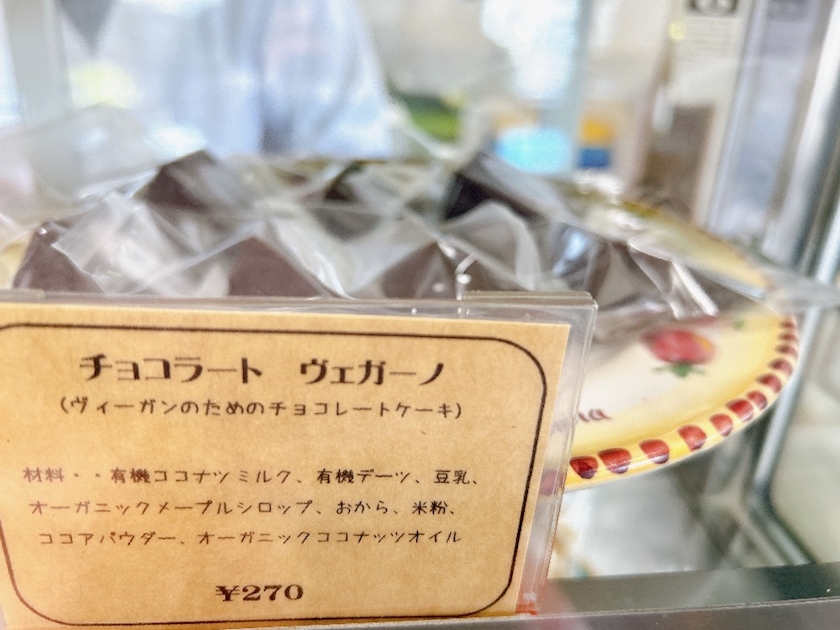 チョコラート　ヴェガーノ
(ヴィーガンのためのチョコレートケーキ)
材料・・有機ココナツミルク、有機デーツ、豆乳、
オーガニックメープルシロップ、おから、米粉、
ココアパウダー、オーガニックココナッツオイル
¥270